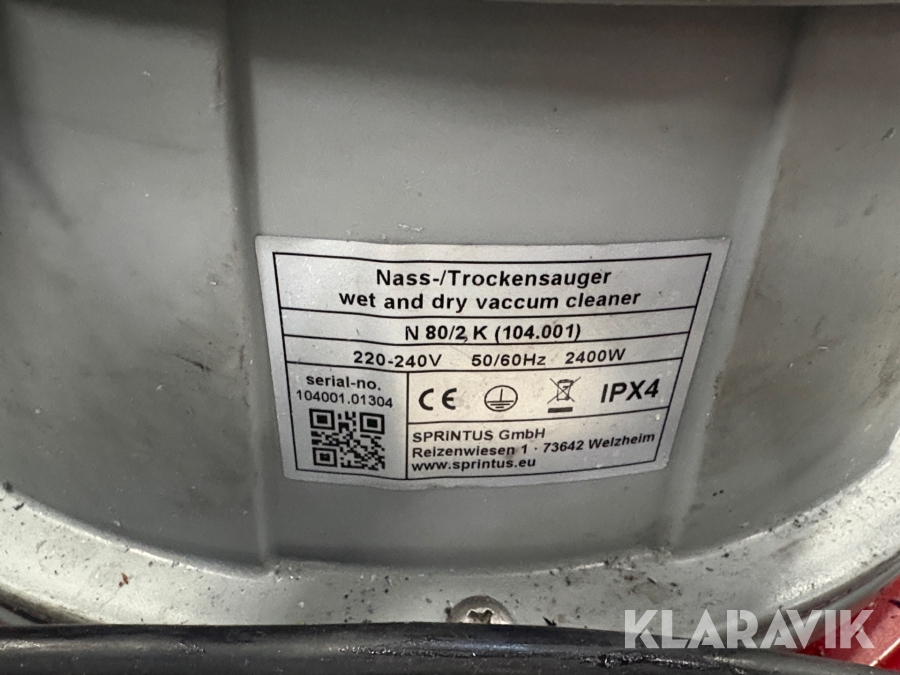 Nass-/Trockensauger
wet and dry vaccum cleaner
N 80/2 K (104.001)
220-240V 50/60Hz 2400W
serial-no.
104001.01304
CE IPX4
SPRINTUS GmbH
Reizenwiesen 1 · 73642 Welzheim
www.sprintus.eu
KLARAVIK